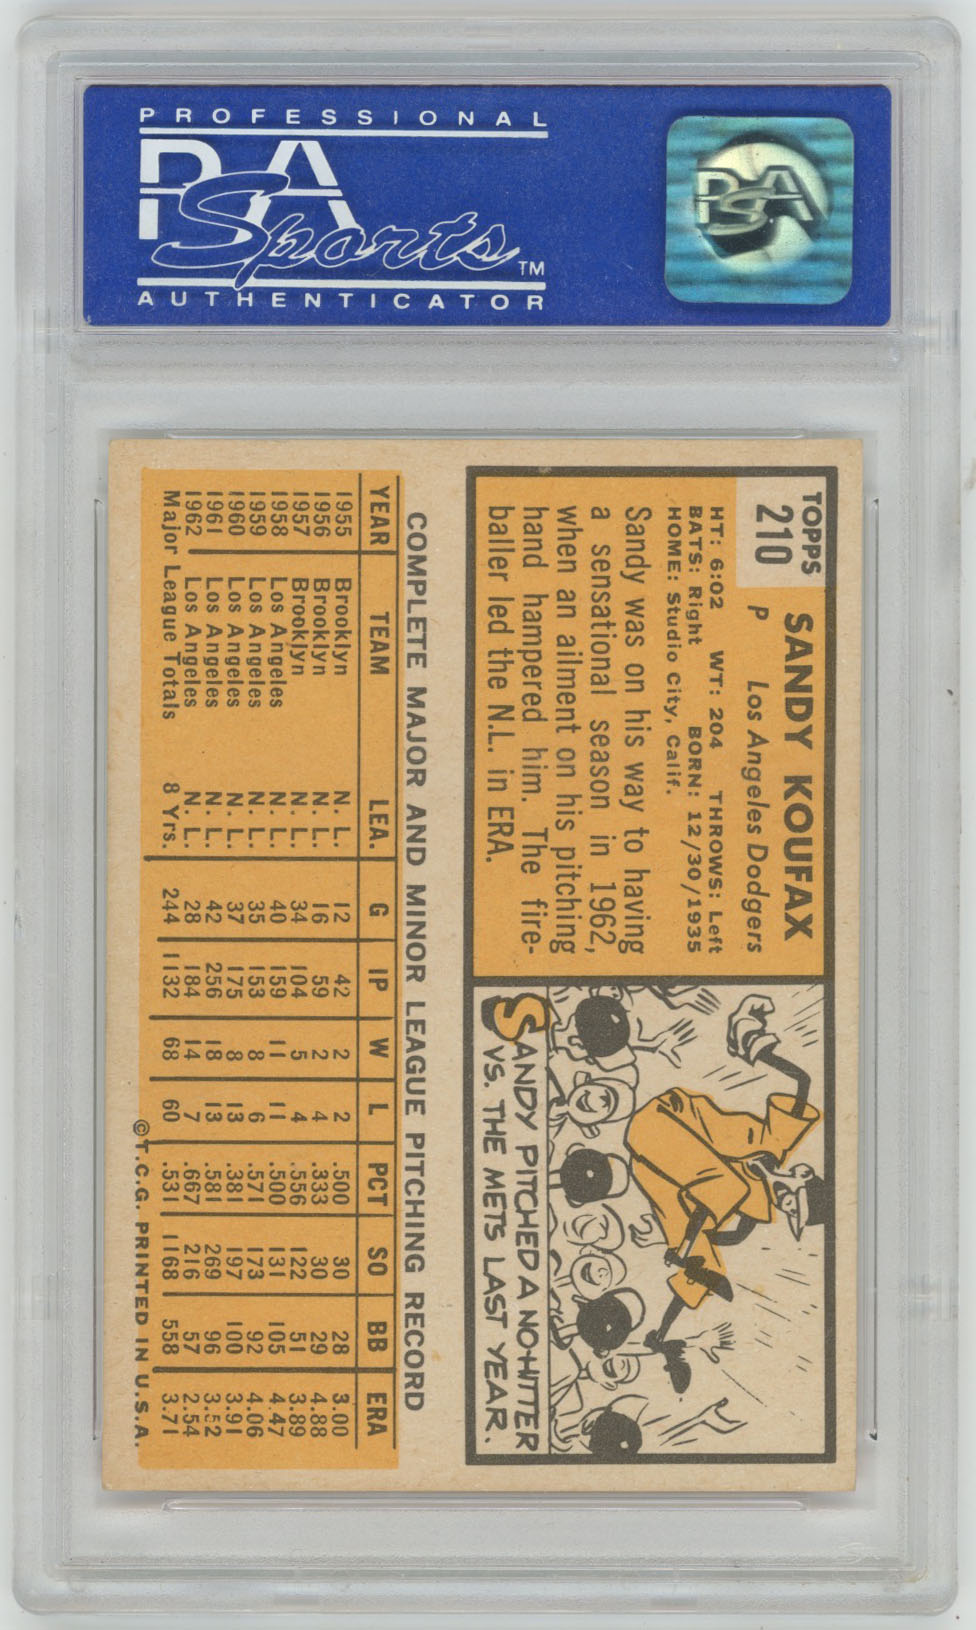 PROFESSIONAL
PSA
Sports™
AUTHENTICATOR
PSA
TOPPS
210
SANDY KOUFAX
P Los Angeles Dodgers
HT: 6:02 WT: 204 THROWS: Left
BATS: Right BORN: 12/30/1935
HOME: Studio City, Calif.
Sandy was on his way to having
a sensational season in 1962,
when an ailment on his pitching
hand hampered him. The fire-
baller led the N.L. in ERA.
SANDY PITCHED A NO-HITTER
VS. THE METS LAST YEAR.
COMPLETE MAJOR AND MINOR LEAGUE PITCHING RECORD
YEAR TEAM LEA. G IP W L PCT SO BB ERA
1955 Brooklyn N. L. 12 42 2 2 .500 30 28 3.00
1956 Brooklyn N. L. 16 59 2 4 .333 30 29 4.88
1957 Brooklyn N. L. 34 104 5 4 .556 122 51 3.89
1958 Los Angeles N. L. 40 159 11 11 .500 131 105 4.47
1959 Los Angeles N. L. 35 153 8 6 .571 173 92 4.06
1960 Los Angeles N. L. 37 175 8 13 .381 197 100 3.91
1961 Los Angeles N. L. 42 256 18 13 .581 269 96 3.52
1962 Los Angeles N. L. 28 184 14 7 .667 216 57 2.54
Major League Totals 8 Yrs. 244 1132 68 60 .531 1168 558 3.71
©T.C.G. PRINTED IN U.S.A.